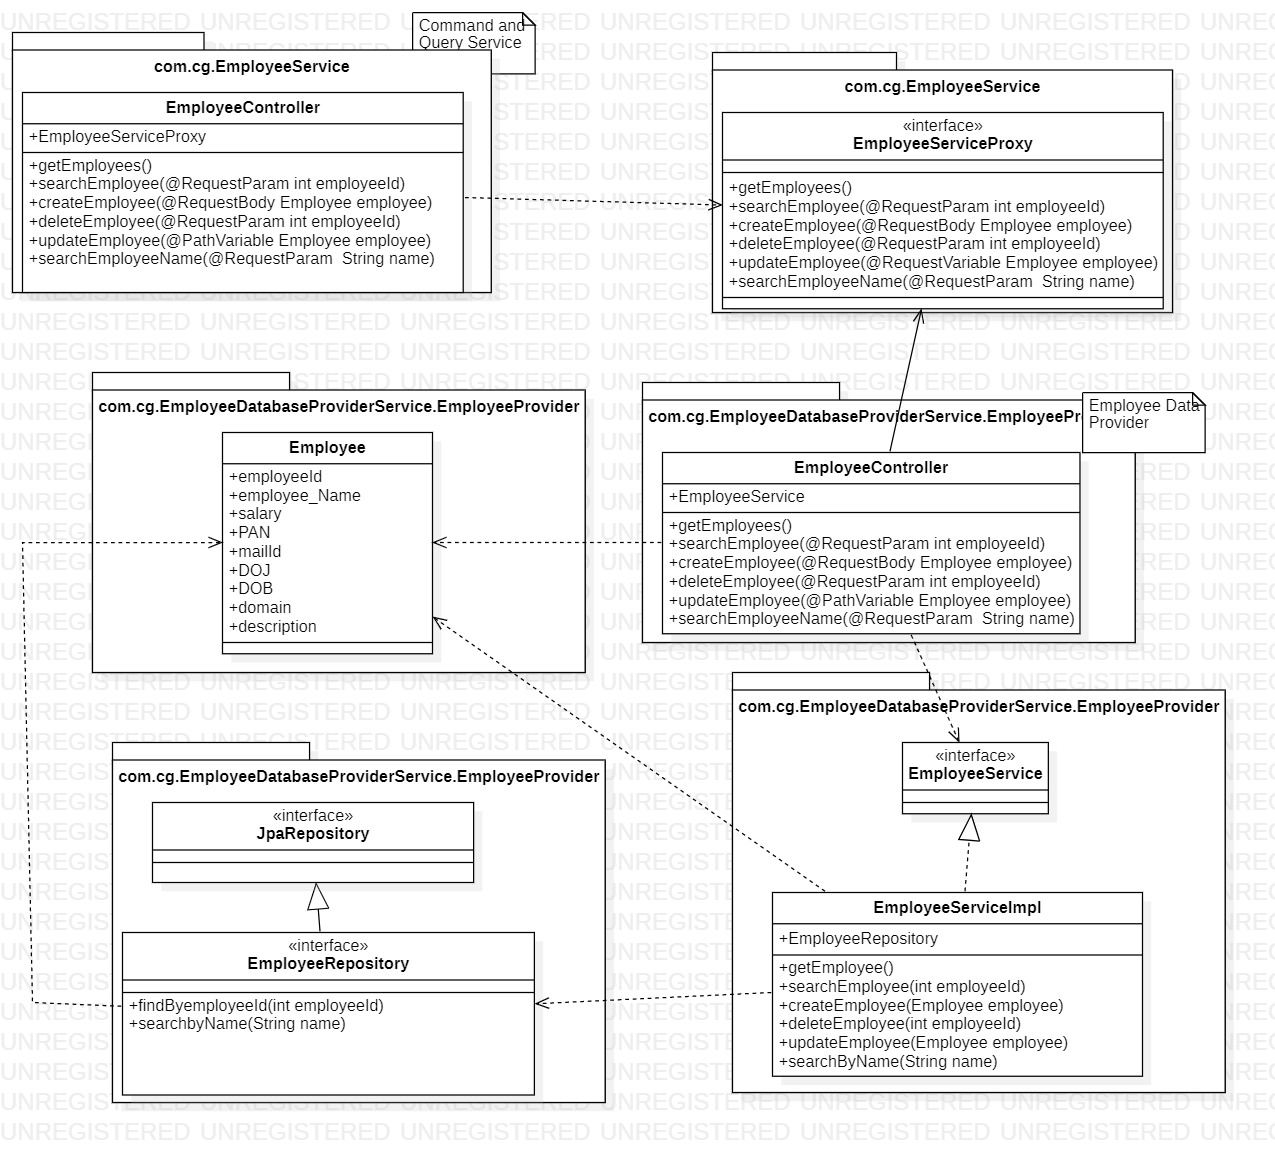 Command and
Query Service
com.cg.EmployeeService
EmployeeController
+EmployeeServiceProxy
+getEmployees()
+searchEmployee(@RequestParam int employeeId)
+createEmployee(@RequestBody Employee employee)
+deleteEmployee(@RequestParam int employeeId)
+updateEmployee(@PathVariable Employee employee)
+searchEmployeeName(@RequestParam  String name)
com.cg.EmployeeService
«interface»
EmployeeServiceProxy
+getEmployees()
+searchEmployee(@RequestParam int employeeId)
+createEmployee(@RequestBody Employee employee)
+deleteEmployee(@RequestParam int employeeId)
+updateEmployee(@RequestVariable Employee employee)
+searchEmployeeName(@RequestParam  String name)
com.cg.EmployeeDatabaseProviderService.EmployeeProvider
Employee
+employeeId
+employee_Name
+salary
+PAN
+mailId
+DOJ
+DOB
+domain
+description
com.cg.EmployeeDatabaseProviderService.EmployeePr
Employee Data
Provider
EmployeeController
+EmployeeService
+getEmployees()
+searchEmployee(@RequestParam int employeeId)
+createEmployee(@RequestBody Employee employee)
+deleteEmployee(@RequestParam int employeeId)
+updateEmployee(@PathVariable Employee employee)
+searchEmployeeName(@RequestParam  String name)
com.cg.EmployeeDatabaseProviderService.EmployeeProvider
«interface»
EmployeeService
EmployeeServiceImpl
+EmployeeRepository
+getEmployee()
+searchEmployee(int employeeId)
+createEmployee(Employee employee)
+deleteEmployee(int employeeId)
+updateEmployee(Employee employee)
+searchByName(String name)
com.cg.EmployeeDatabaseProviderService.EmployeeProvider
«interface»
JpaRepository
«interface»
EmployeeRepository
+findByemployeeId(int employeeId)
+searchbyName(String name)
UNREGISTERED